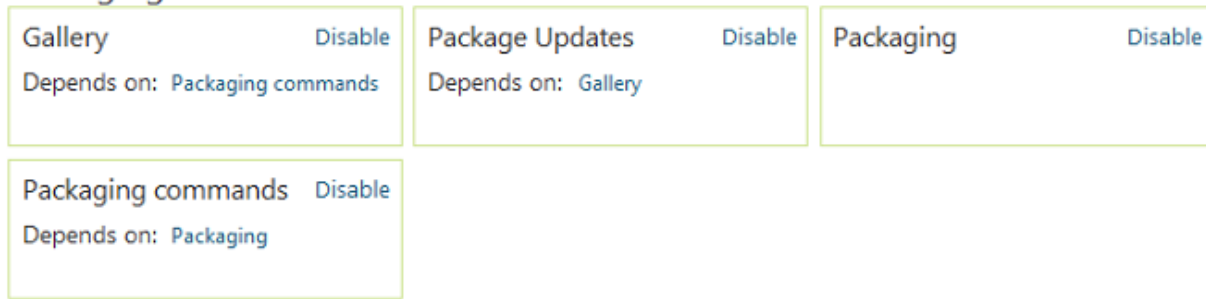 Gallery Disable
Depends on: Packaging commands
Package Updates Disable
Depends on: Gallery
Packaging Disable
Packaging commands Disable
Depends on: Packaging